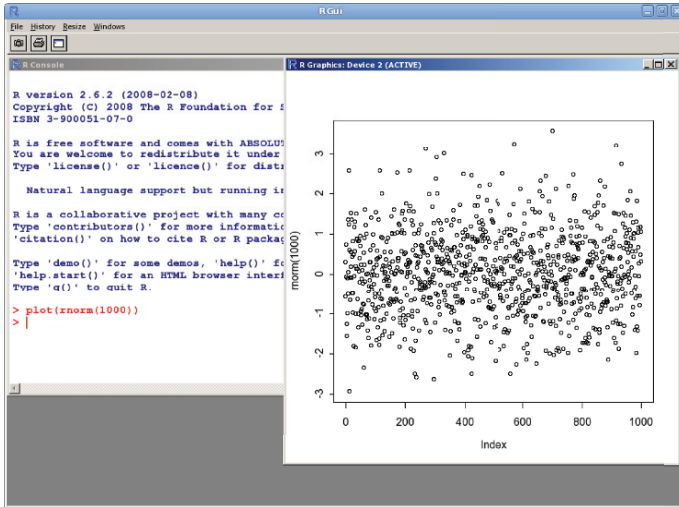 RGui
File History Resize Windows
R Console
R version 2.6.2 (2008-02-08)
Copyright (C) 2008 The R Foundation for
ISBN 3-900051-07-0
R is free software and comes with ABSOLUT
You are welcome to redistribute it under
Type 'license()' or 'licence()' for distr
Natural language support but running in
R is a collaborative project with many co
Type 'contributors()' for more informatio
'citation()' on how to cite R or R packag
Type 'demo()' for some demos, 'help()' fo
'help.start()' for an HTML browser interf
Type 'q()' to quit R.
> plot(rnorm(1000))
>
R Graphics: Device 2 (ACTIVE)
rnorm(1000)
3
2
1
0
-1
-2
-3
0 200 400 600 800 1000
Index